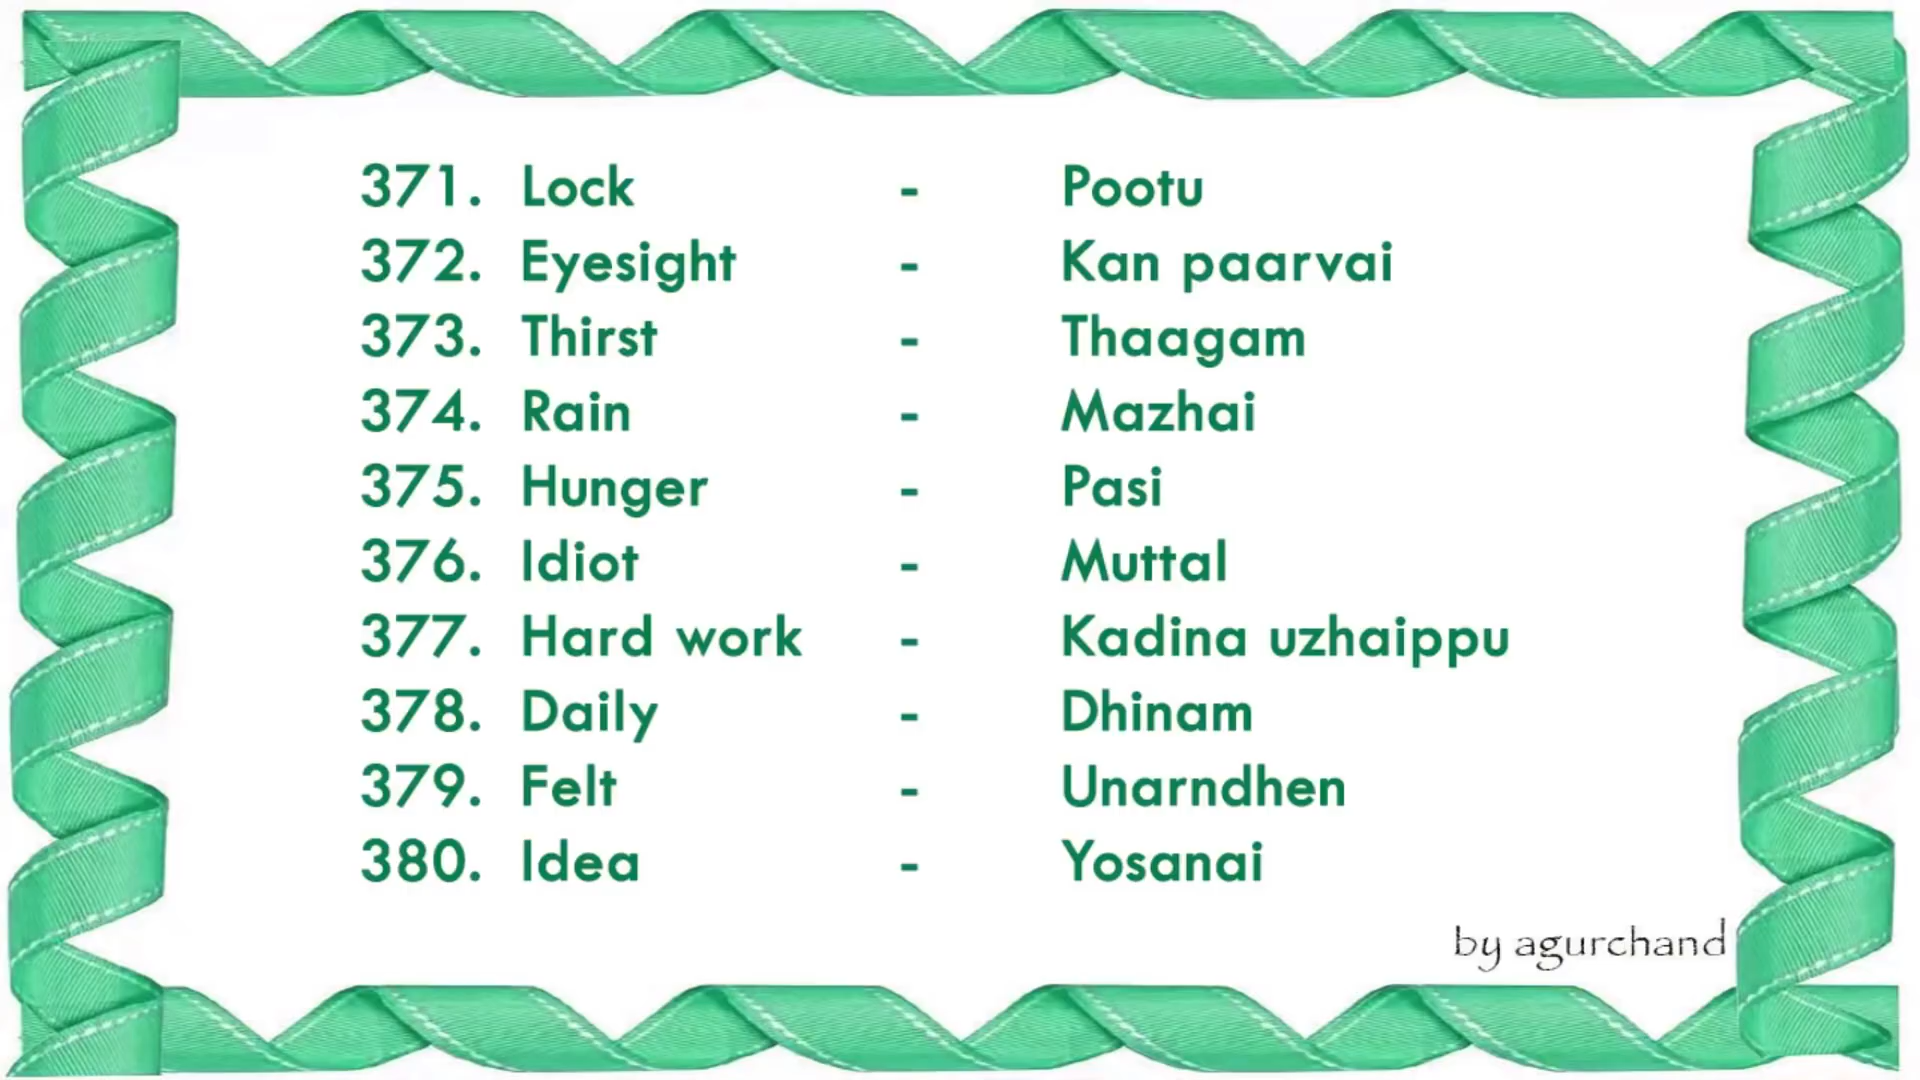 371. Lock - Pootu
372. Eyesight - Kan paarvai
373. Thirst - Thaagam
374. Rain - Mazhai
375. Hunger - Pasi
376. Idiot - Muttal
377. Hard work - Kadina uzhaippu
378. Daily - Dhinam
379. Felt - Unarndhen
380. Idea - Yosanai
by agurchand